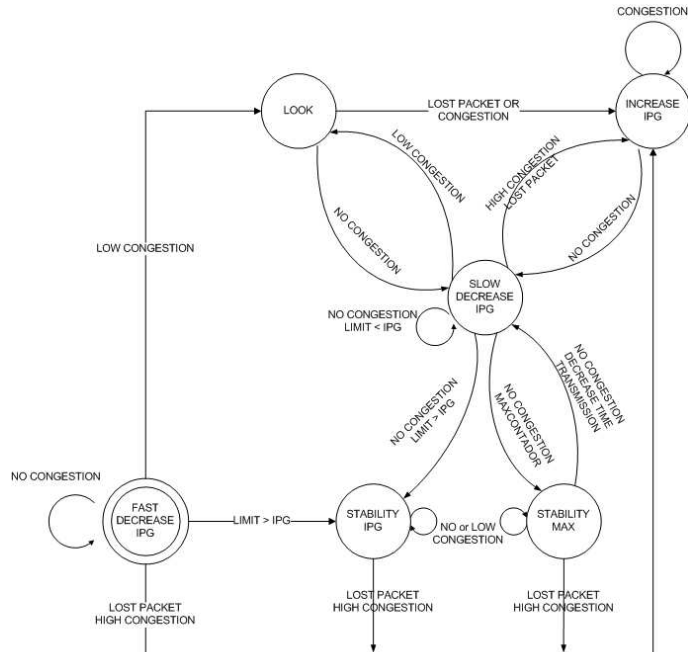 CONGESTION
LOOK
LOST PACKET OR
CONGESTION
INCREASE
IPG
LOW CONGESTION
HIGH CONGESTION
LOST PACKET
NO CONGESTION
NO CONGESTION
LOW CONGESTION
SLOW
DECREASE
IPG
NO CONGESTION
LIMIT < IPG
NO CONGESTION
LIMIT > IPG
NO CONGESTION
MAXCONTADOR
NO CONGESTION
DECREASE TIME
TRANSMISSION
NO CONGESTION
FAST
DECREASE
IPG
LIMIT > IPG
STABILITY
IPG
NO or LOW
CONGESTION
STABILITY
MAX
LOST PACKET
HIGH CONGESTION
LOST PACKET
HIGH CONGESTION
LOST PACKET
HIGH CONGESTION